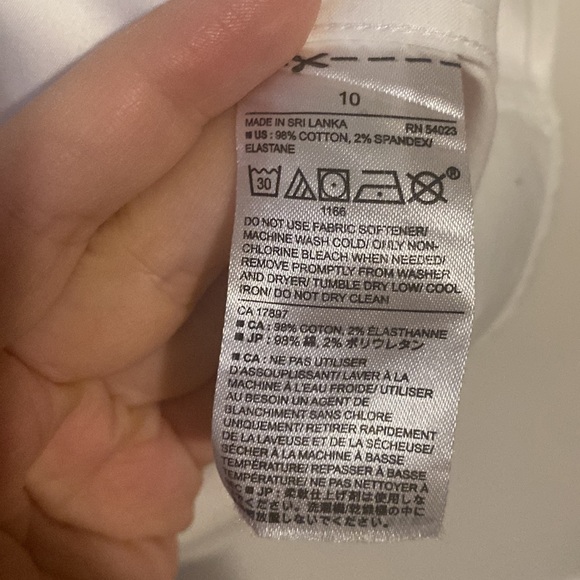 10
MADE IN SRI LANKA RN 54023
■ US : 98% COTTON, 2% SPANDEX/
ELASTANE
30
®
1166
DO NOT USE FABRIC SOFTENER/
MACHINE WASH COLD/ ONLY NON-
CHLORINE BLEACH WHEN NEEDED/
REMOVE PROMPTLY FROM WASHER
AND DRYER/ TUMBLE DRY LOW/ COOL
IRON/ DO NOT DRY CLEAN
CA 17897
■ CA : 98% COTON, 2% ÉLASTHANNE
■ JP : 98% 綿, 2% ポリウレタン
■ CA : NE PAS UTILISER
D'ASSOUPLISSANT/ LAVER À LA
MACHINE À L'EAU FROIDE/ UTILISER
AU BESOIN UN AGENT DE
BLANCHIMENT SANS CHLORE
UNIQUEMENT/ RETIRER RAPIDEMENT
DE LA LAVEUSE ET DE LA SÉCHEUSE/
SÉCHER À LA MACHINE À BASSE
TEMPÉRATURE/ REPASSER À BASSE
TEMPÉRATURE/ NE PAS NETTOYER À
■ JP : 柔軟仕上げ剤は使用しな
ください。洗濯機/乾燥機の中に
放置しないでください。